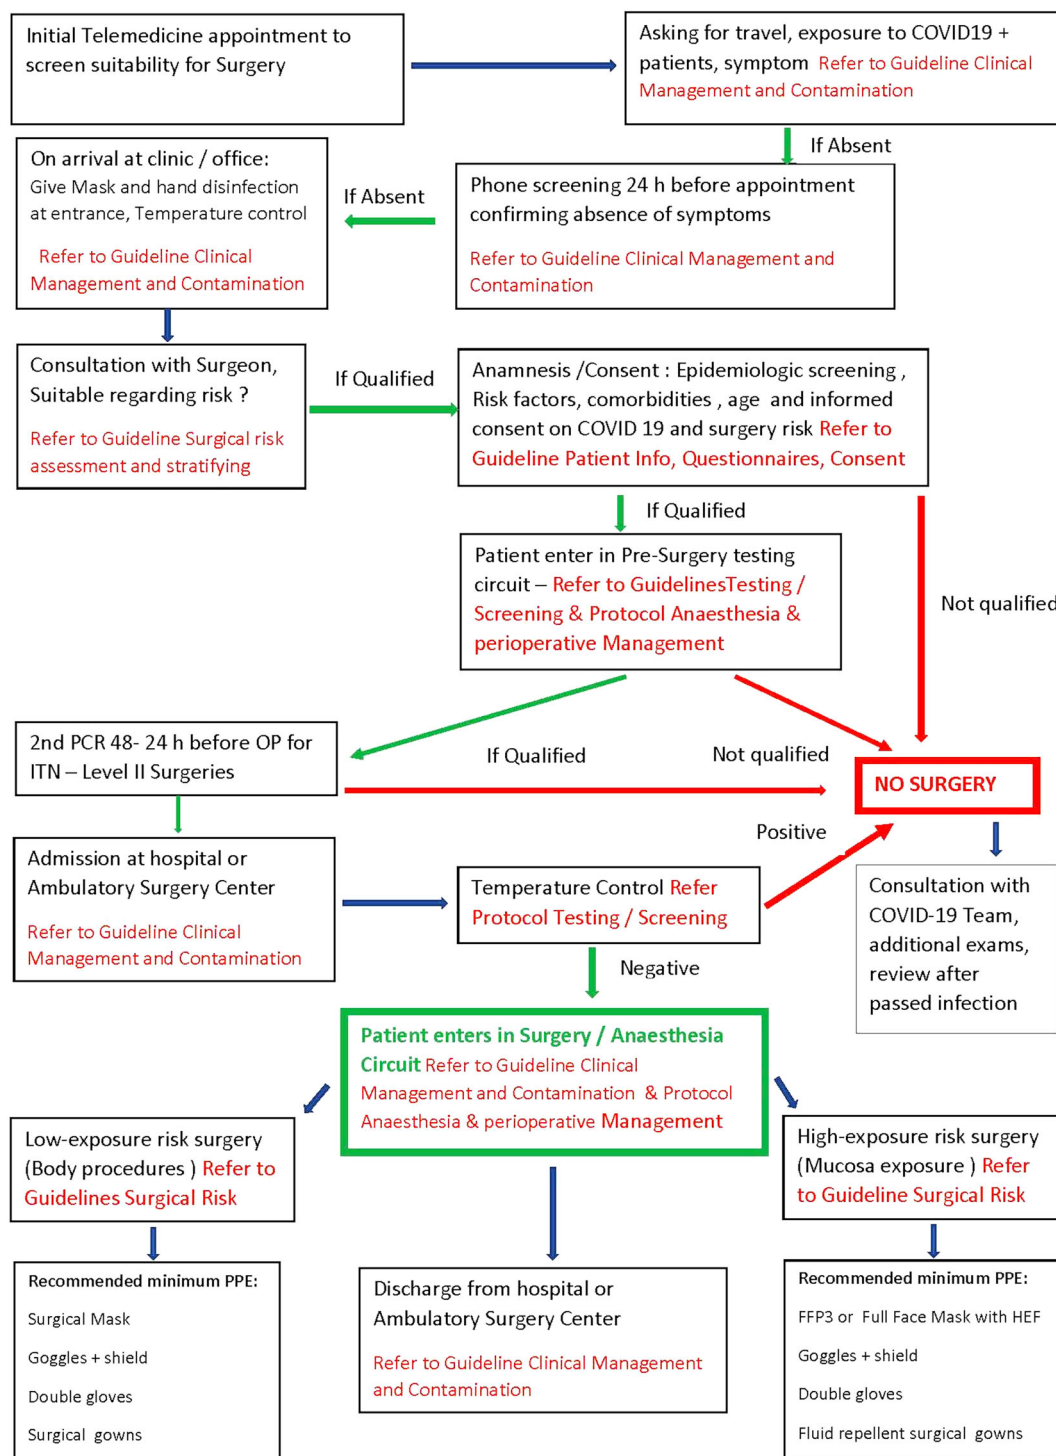 Initial Telemedicine appointment to
screen suitability for Surgery
Asking for travel, exposure to COVID19 +
patients, symptom Refer to Guideline Clinical
Management and Contamination
If Absent
On arrival at clinic / office:
Give Mask and hand disinfection
at entrance, Temperature control
Refer to Guideline Clinical
Management and Contamination
If Absent
Phone screening 24 h before appointment
confirming absence of symptoms
Refer to Guideline Clinical Management and
Contamination
Consultation with Surgeon,
Suitable regarding risk ?
Refer to Guideline Surgical risk
assessment and stratifying
If Qualified
Anamnesis /Consent : Epidemiologic screening ,
Risk factors, comorbidities , age and informed
consent on COVID 19 and surgery risk Refer to
Guideline Patient Info, Questionnaires, Consent
If Qualified
Patient enter in Pre-Surgery testing
circuit – Refer to GuidelinesTesting /
Screening & Protocol Anaesthesia &
perioperative Management
Not qualified
2nd PCR 48- 24 h before OP for
ITN – Level II Surgeries
If Qualified
Not qualified
NO SURGERY
Positive
Admission at hospital or
Ambulatory Surgery Center
Refer to Guideline Clinical
Management and Contamination
Temperature Control Refer
Protocol Testing / Screening
Negative
Consultation with
COVID-19 Team,
additional exams,
review after
passed infection
Patient enters in Surgery / Anaesthesia
Circuit Refer to Guideline Clinical
Management and Contamination & Protocol
Anaesthesia & perioperative Management
Low-exposure risk surgery
(Body procedures ) Refer to
Guidelines Surgical Risk
High-exposure risk surgery
(Mucosa exposure ) Refer
to Guideline Surgical Risk
Recommended minimum PPE:
Surgical Mask
Goggles + shield
Double gloves
Surgical gowns
Discharge from hospital or
Ambulatory Surgery Center
Refer to Guideline Clinical Management
and Contamination
Recommended minimum PPE:
FFP3 or Full Face Mask with HEF
Goggles + shield
Double gloves
Fluid repellent surgical gowns